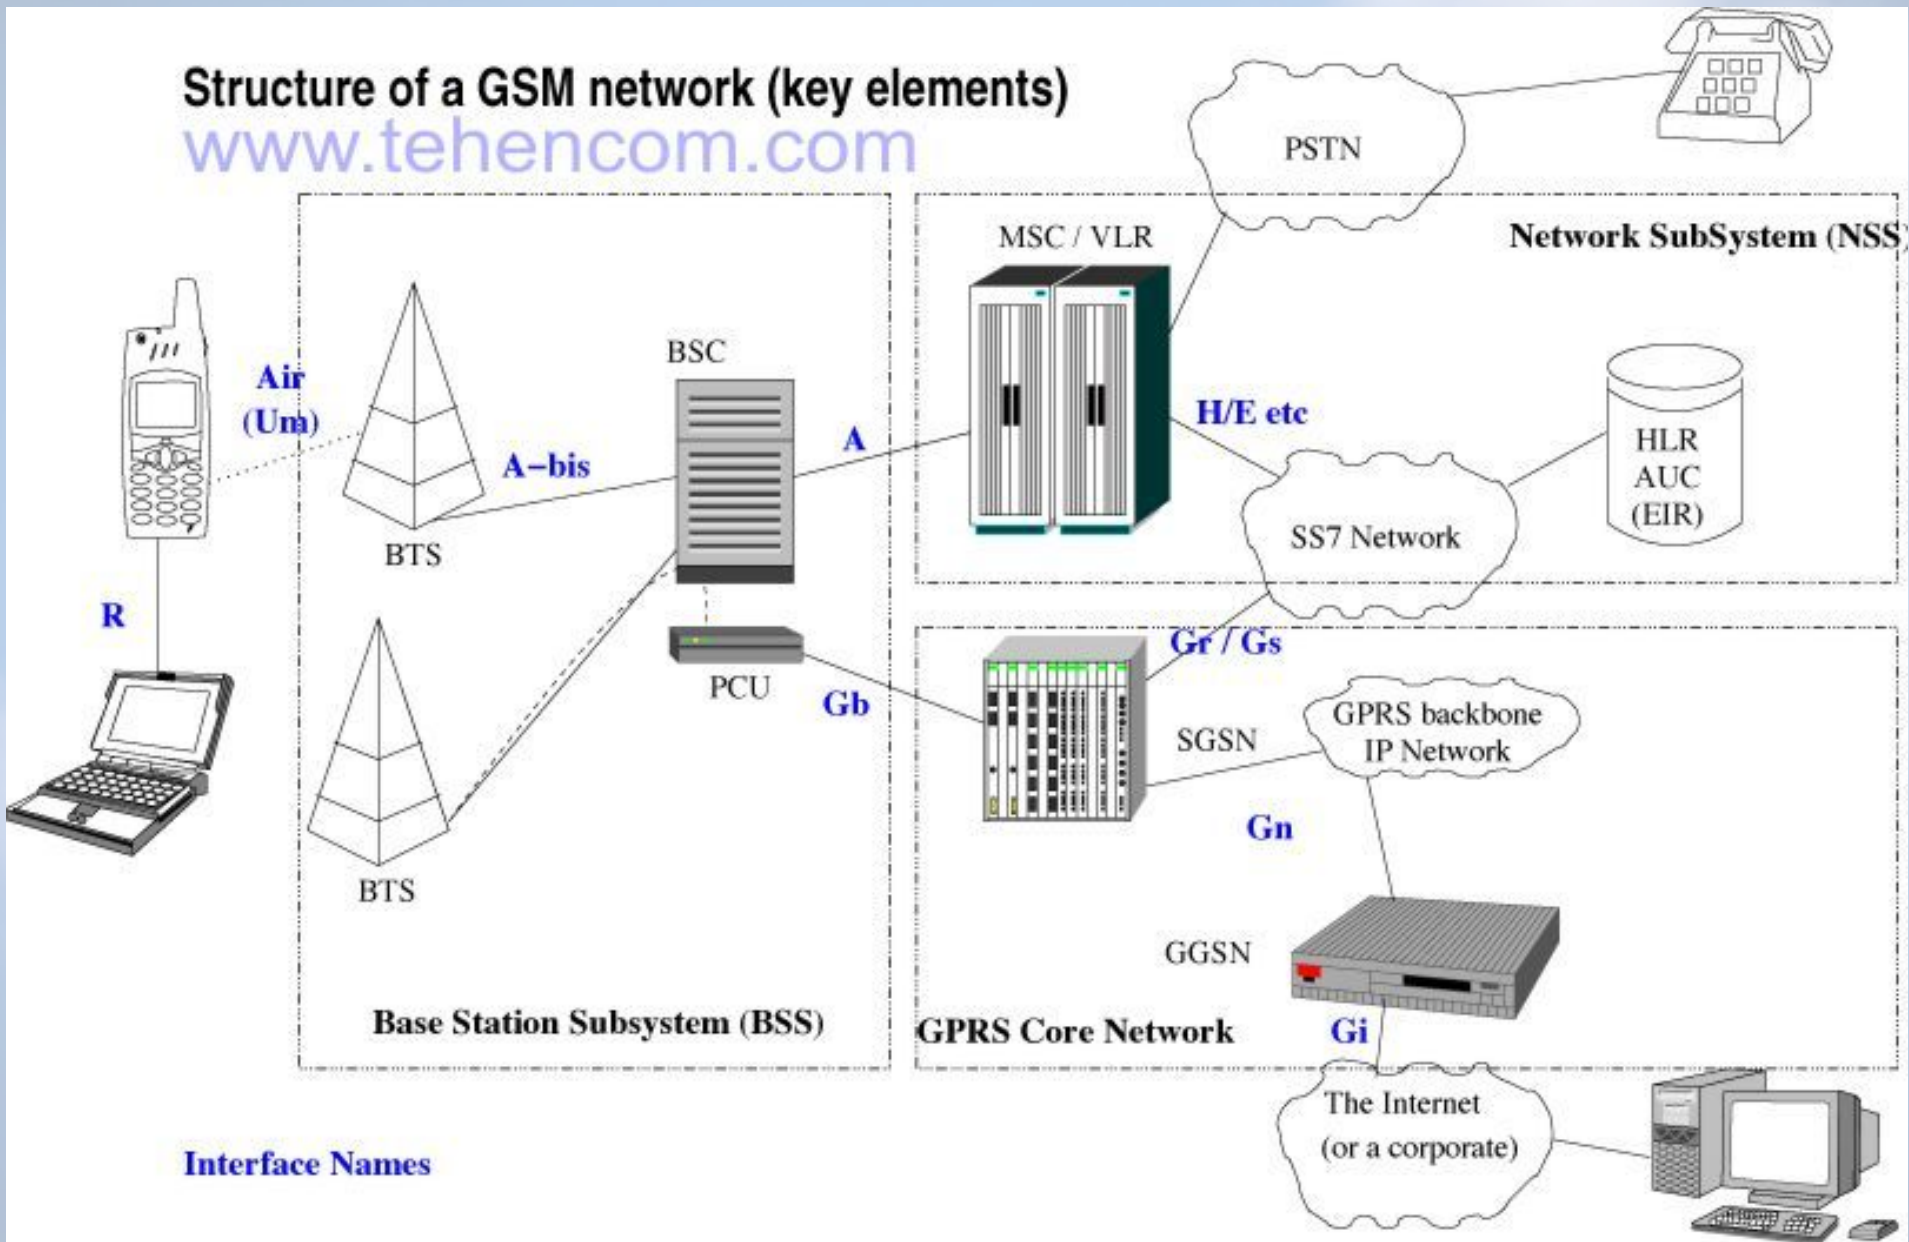 Structure of a GSM network (key elements)
www.tehencom.com
PSTN
MSC / VLR
Network SubSystem (NSS)
BSC
Air
(Um)
A-bis
A
H/E etc
HLR
AUC
(EIR)
SS7 Network
BTS
R
PCU
Gb
Gr / Gs
SGSN
GPRS backbone
IP Network
Gn
BTS
GGSN
Base Station Subsystem (BSS)
GPRS Core Network
Gi
The Internet
(or a corporate)
Interface Names